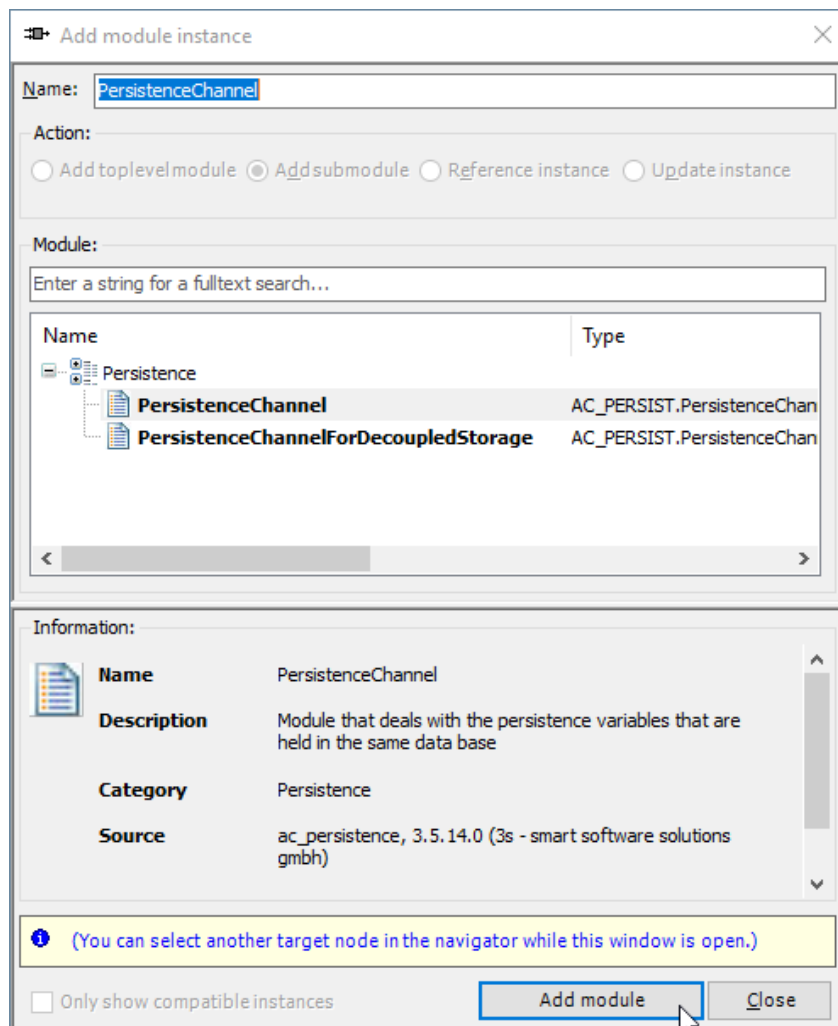 Add module instance
Name: PersistenceChannel
Action:
Add toplevel module Add submodule Reference instance Update instance
Module:
Enter a string for a fulltext search...
Name Type
Persistence
PersistenceChannel AC_PERSIST.PersistenceChan
PersistenceChannelForDecoupledStorage AC_PERSIST.PersistenceChan
Information:
Name PersistenceChannel
Description Module that deals with the persistence variables that are
held in the same data base
Category Persistence
Source ac_persistence, 3.5.14.0 (3s - smart software solutions
gmbh)
(You can select another target node in the navigator while this window is open.)
Only show compatible instances Add module Close